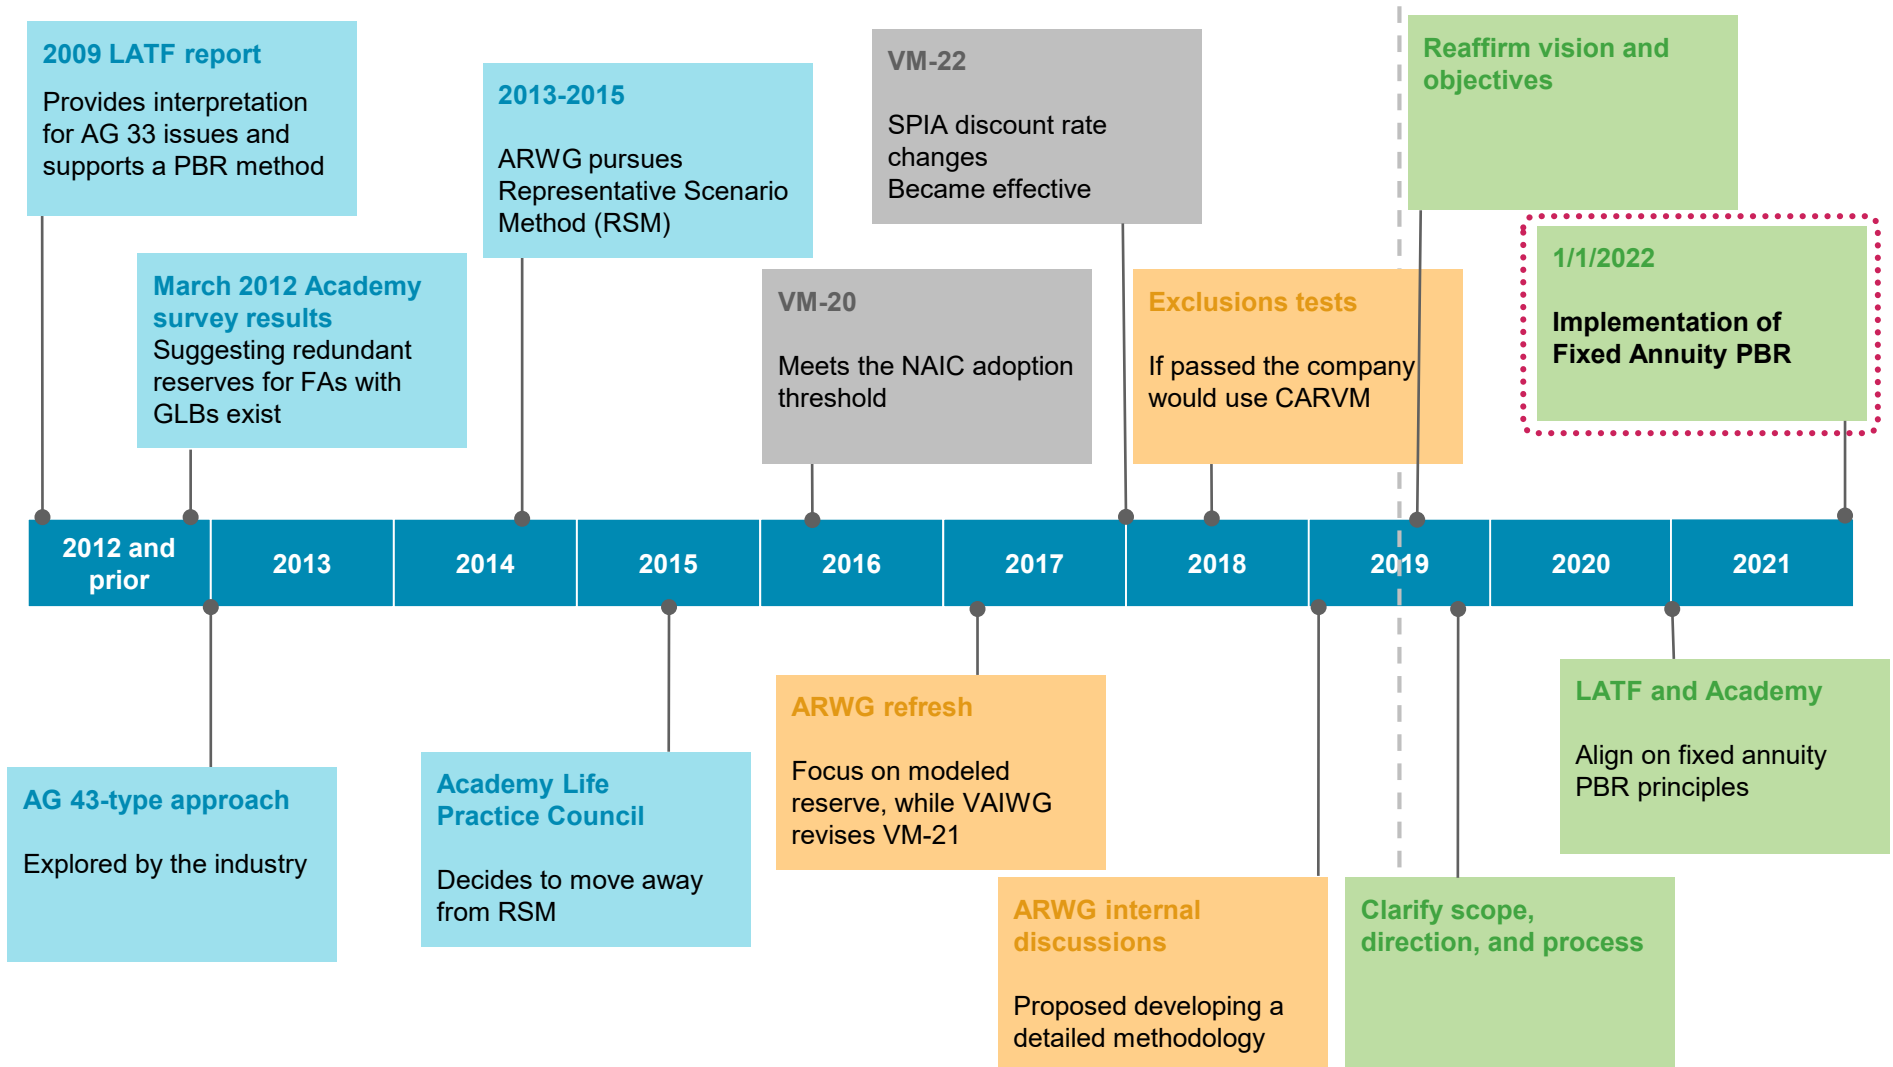 2009 LATF report
Provides interpretation
for AG 33 issues and
supports a PBR method
March 2012 Academy
survey results
Suggesting redundant
reserves for FAs with
GLBs exist
2013-2015
ARWG pursues
Representative Scenario
Method (RSM)
VM-20
Meets the NAIC adoption
threshold
VM-22
SPIA discount rate
changes
Became effective
Exclusions tests
If passed the company
would use CARVM
Reaffirm vision and
objectives
1/1/2022
Implementation of
Fixed Annuity PBR
2012 and
prior
2013
2014
2015
2016
2017
2018
2019
2020
2021
AG 43-type approach
Explored by the industry
Academy Life
Practice Council
Decides to move away
from RSM
ARWG refresh
Focus on modeled
reserve, while VAIWG
revises VM-21
ARWG internal
discussions
Proposed developing a
detailed methodology
Clarify scope,
direction, and process
LATF and Academy
Align on fixed annuity
PBR principles